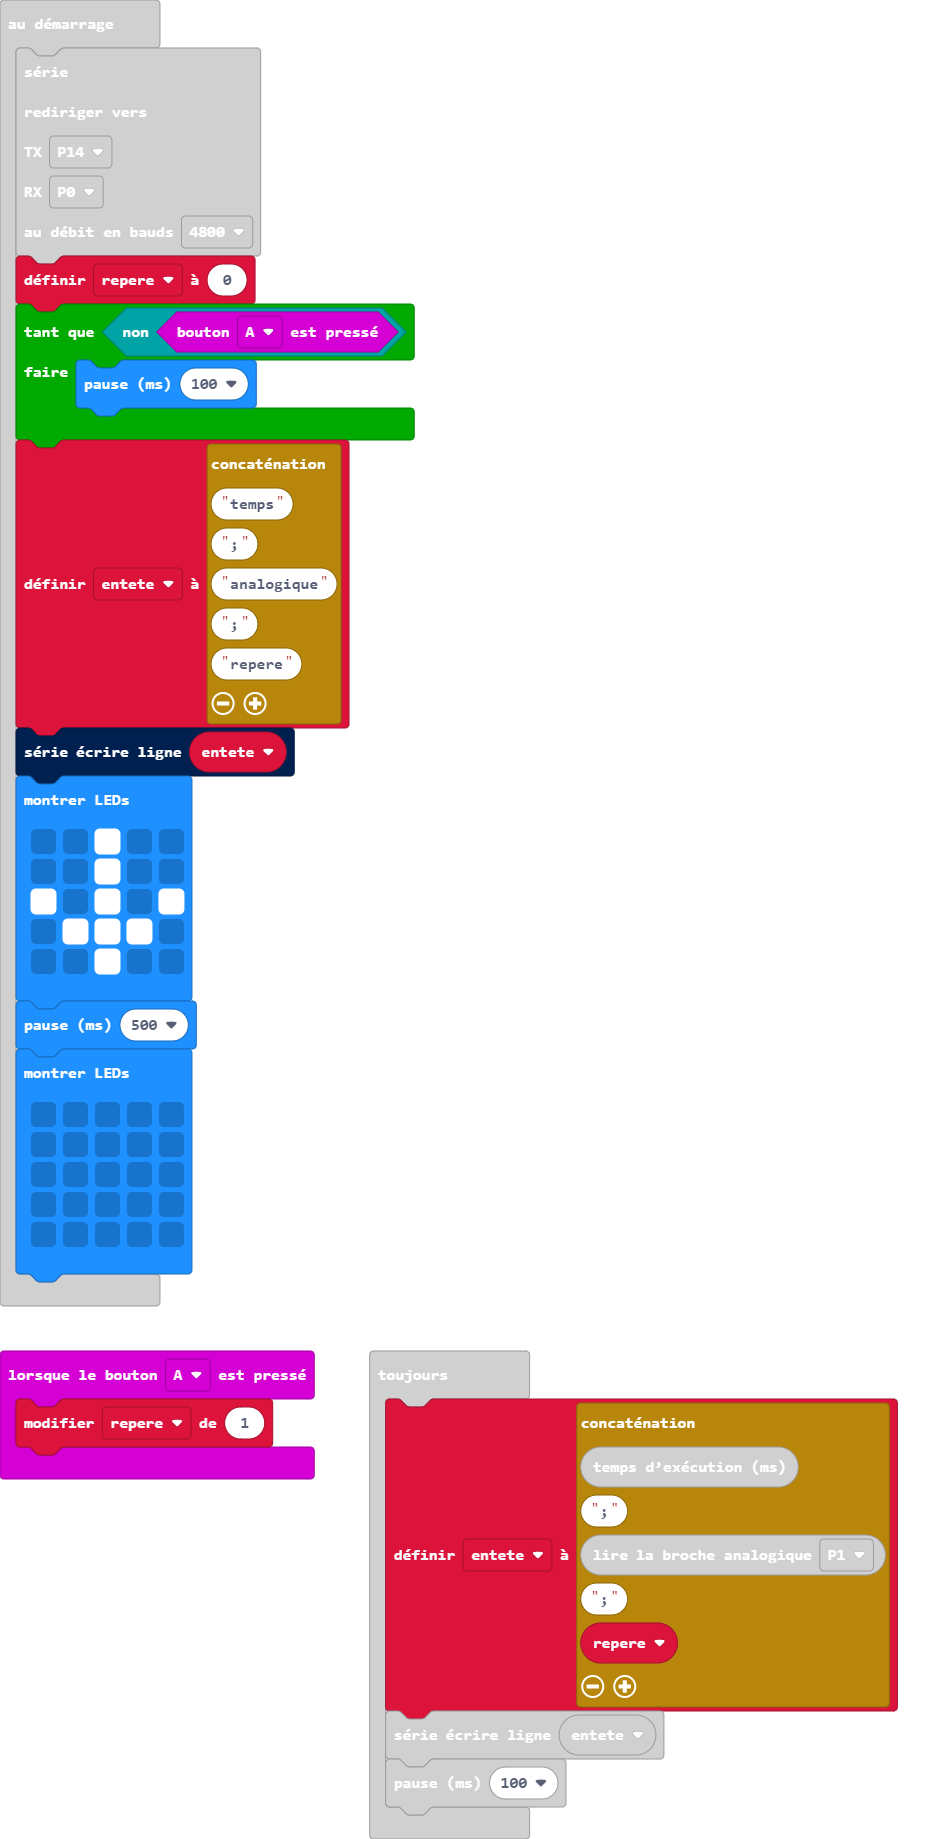 au démarrage
série
rediriger vers
TX P14
RX P0
au débit en bauds 4800
définir repere à 0
tant que non bouton A est pressé
faire pause (ms) 100
concaténation
"temps"
";"
définir entete à "analogique"
";"
"repere"
série écrire ligne entete
montrer LEDs
pause (ms) 500
montrer LEDs
lorsque le bouton A est pressé
modifier repere de 1
toujours
concaténation
temps d’exécution (ms)
";"
définir entete à lire la broche analogique P1
";"
repere
série écrire ligne entete
pause (ms) 100